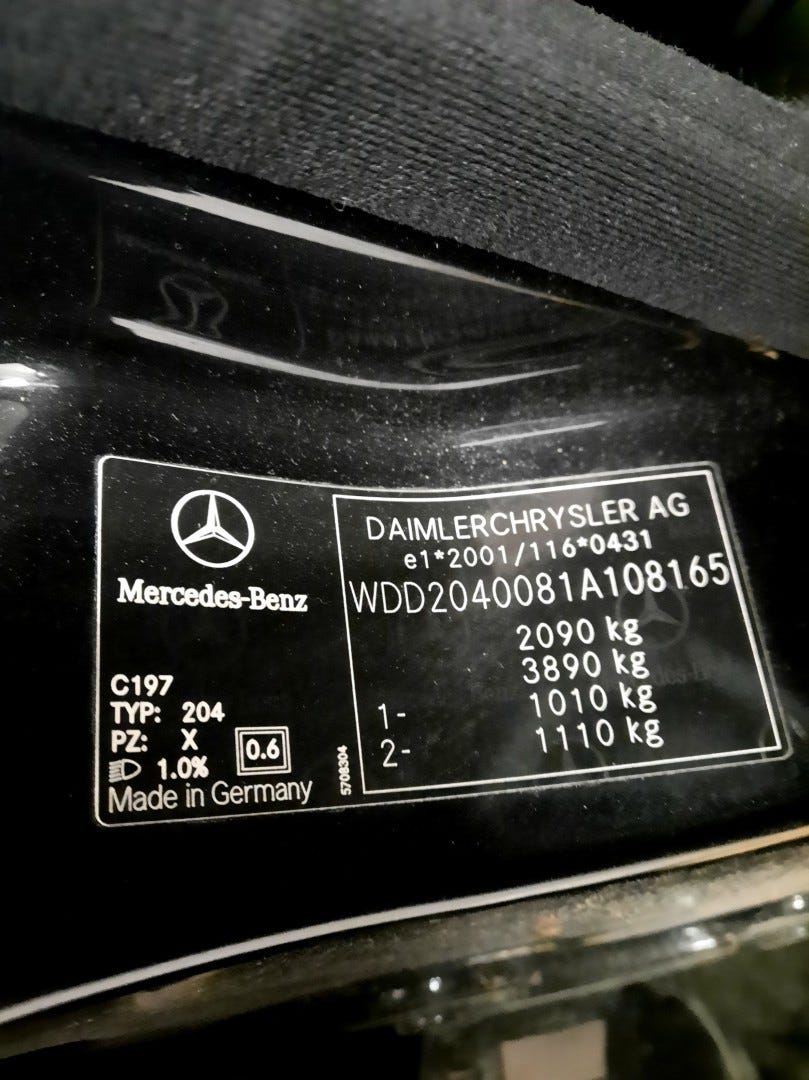 Mercedes-Benz
C197
TYP: 204
PZ: X
0.6
1.0%
Made in Germany
5708304
DAIMLERCHRYSLER AG
e1*2001/116*0431
WDD2040081A108165
2090 kg
3890 kg
1- 1010 kg
2- 1110 kg